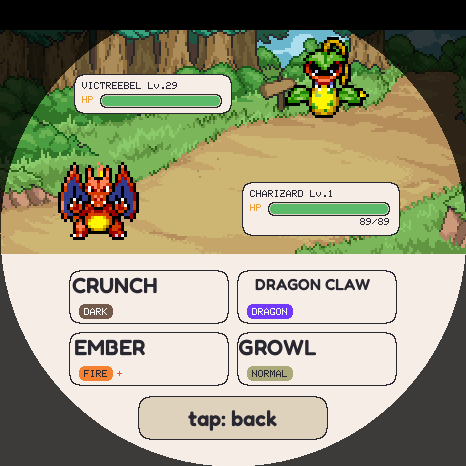 VICTREEBEL Lv.29
HP
CHARIZARD Lv.1
HP
89/89
CRUNCH
DARK
DRAGON CLAW
DRAGON
EMBER
FIRE +
GROWL
NORMAL
tap: back